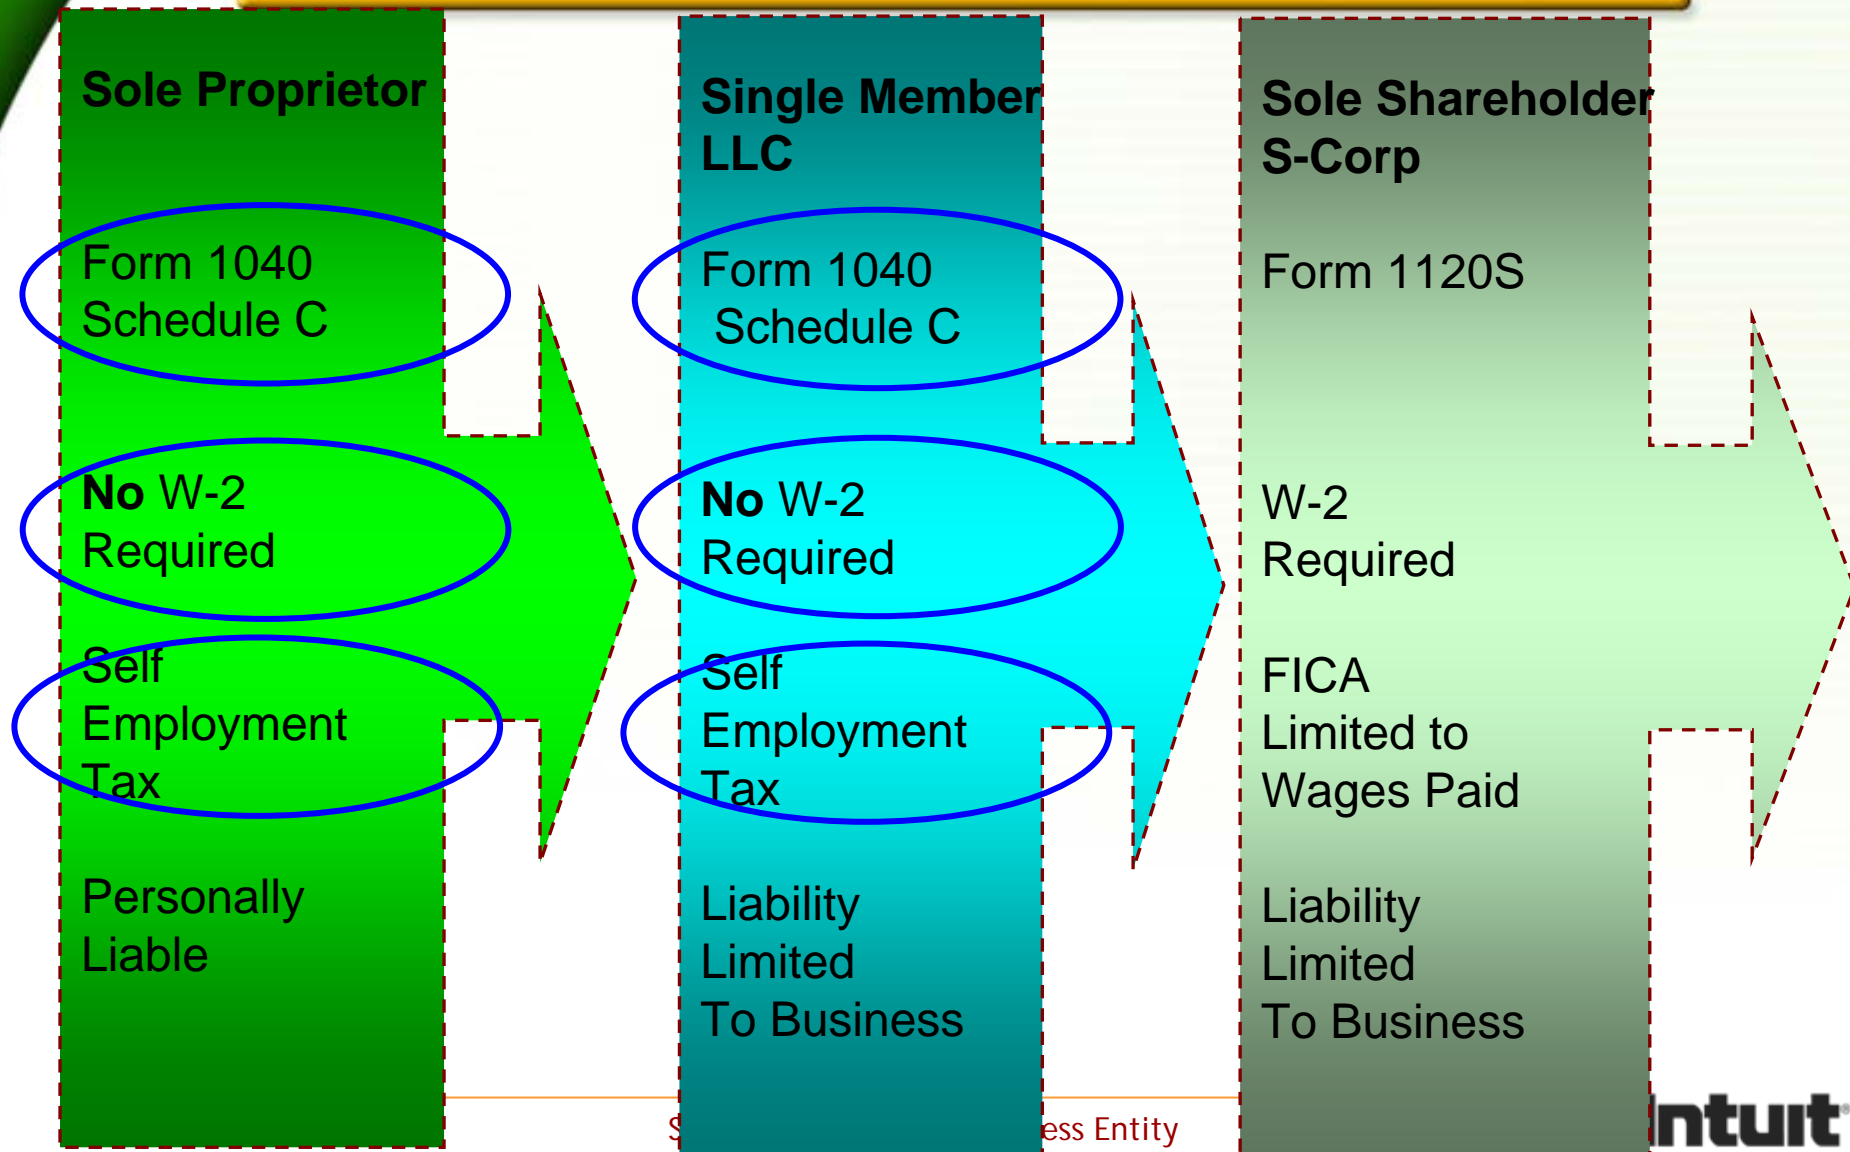 Sole Proprietor
Form 1040
Schedule C
No W-2
Required
Self
Employment
Tax
Personally
Liable
Single Member
LLC
Form 1040
Schedule C
No W-2
Required
Self
Employment
Tax
Liability
Limited
To Business
Sole Shareholder
S-Corp
Form 1120S
W-2
Required
FICA
Limited to
Wages Paid
Liability
Limited
To Business
Entity
ıntuıt